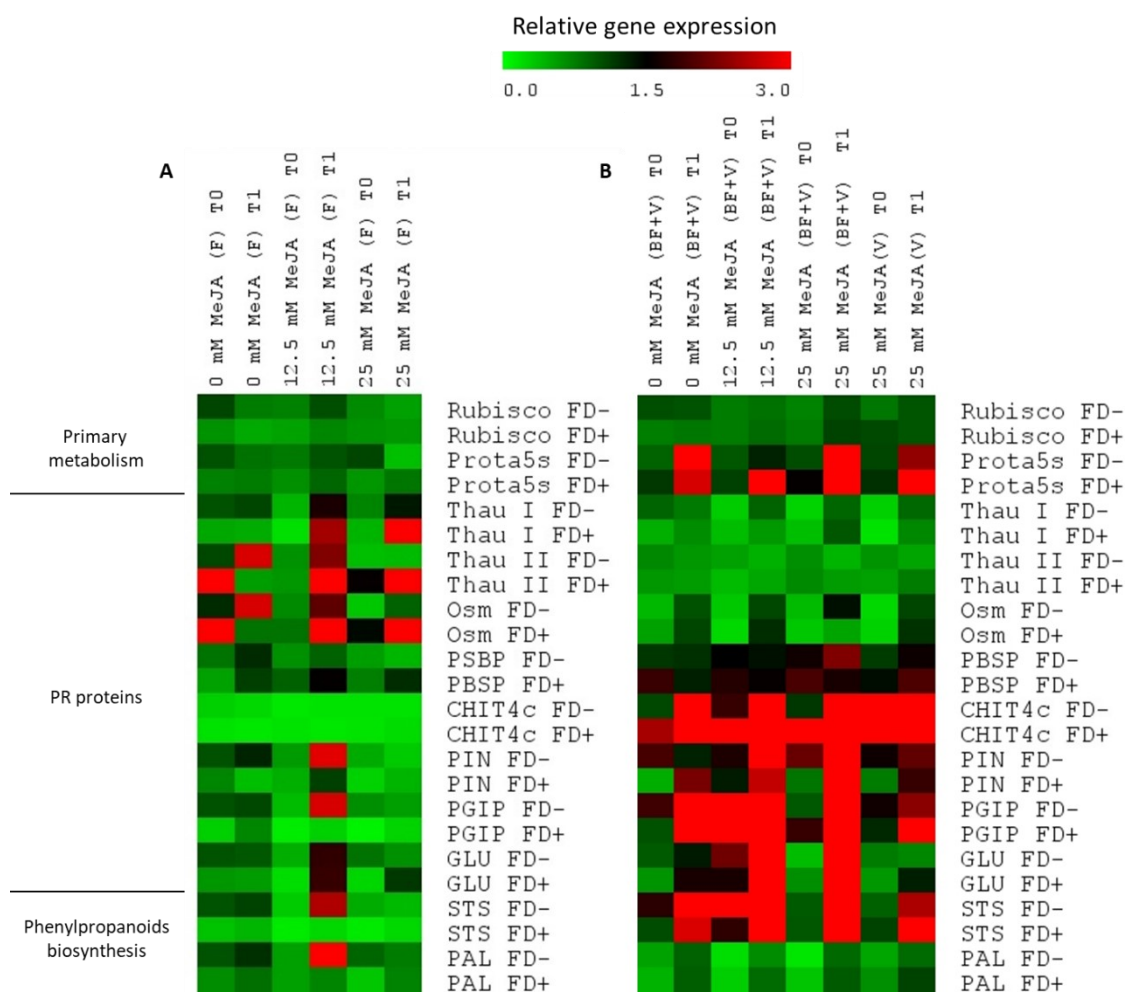 Relative gene expression
0.0 1.5 3.0
A
B
0 mM MeJA (F) T0
0 mM MeJA (F) T1
12.5 mM MeJA (F) T0
12.5 mM MeJA (F) T1
25 mM MeJA (F) T0
25 mM MeJA (F) T1
0 mM MeJA (BF+V) T0
0 mM MeJA (BF+V) T1
12.5 mM MeJA (BF+V) T0
12.5 mM MeJA (BF+V) T1
25 mM MeJA (BF+V) T0
25 mM MeJA (BF+V) T1
25 mM MeJA(V) T0
25 mM MeJA(V) T1
Primary
metabolism
PR proteins
Phenylpropanoids
biosynthesis
Rubisco FD-
Rubisco FD+
Prota5s FD-
Prota5s FD+
Thau I FD-
Thau I FD+
Thau II FD-
Thau II FD+
Osm FD-
Osm FD+
PSBP FD-
PBSP FD+
CHIT4c FD-
CHIT4c FD+
PIN FD-
PIN FD+
PGIP FD-
PGIP FD+
GLU FD-
GLU FD+
STS FD-
STS FD+
PAL FD-
PAL FD+
Rubisco FD-
Rubisco FD+
Prota5s FD-
Prota5s FD+
Thau I FD-
Thau I FD+
Thau II FD-
Thau II FD+
Osm FD-
Osm FD+
PBSP FD-
PBSP FD+
CHIT4c FD-
CHIT4c FD+
PIN FD-
PIN FD+
PGIP FD-
PGIP FD+
GLU FD-
GLU FD+
STS FD-
STS FD+
PAL FD-
PAL FD+